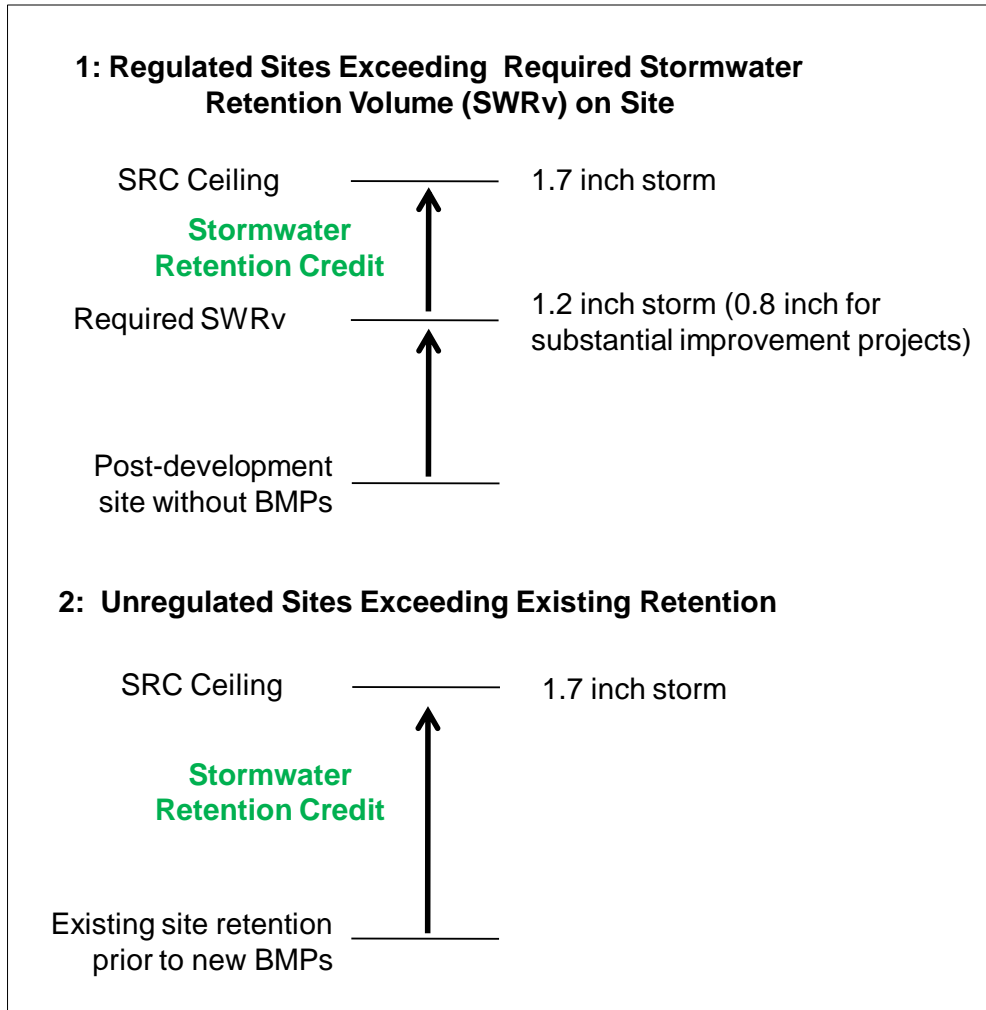 1: Regulated Sites Exceeding  Required Stormwater
Retention Volume (SWRv) on Site
SRC Ceiling
1.7 inch storm
Stormwater
Retention Credit
Required SWRv
1.2 inch storm (0.8 inch for
substantial improvement projects)
Post-development
site without BMPs
2:  Unregulated Sites Exceeding Existing Retention
SRC Ceiling
1.7 inch storm
Stormwater
Retention Credit
Existing site retention
prior to new BMPs